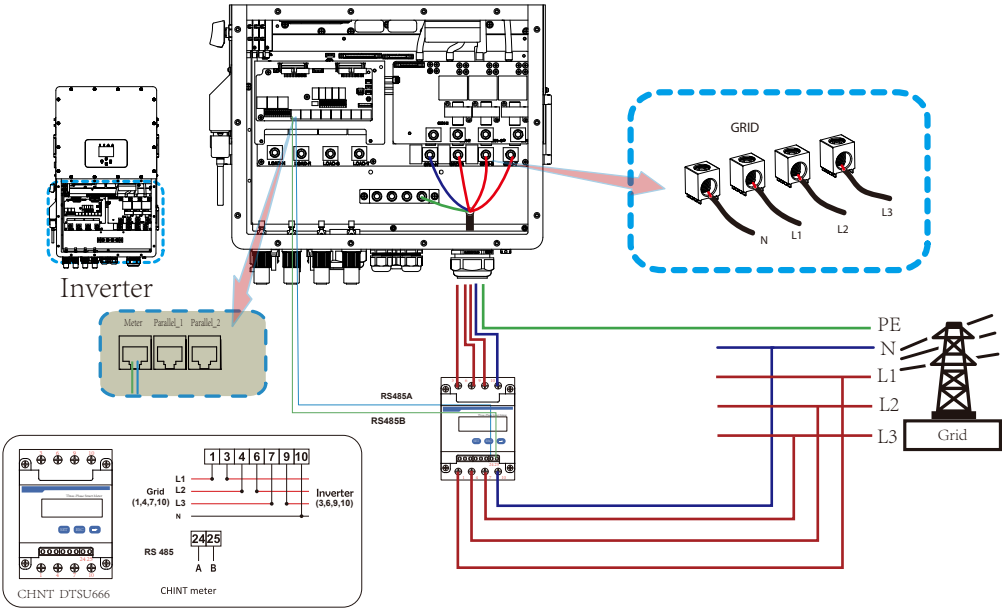 GRID
N
L1
L2
L3
Inverter
Meter Parallel_1 Parallel_2
LOAD-N
RS485A
RS485B
PE
N
L1
L2
L3
Grid
1 3 4 6 7 9 10
L1
L2
L3
N
Grid
(1,4,7,10)
Inverter
(3,6,9,10)
24 25
RS 485
A B
CHNT DTSU666
CHINT meter